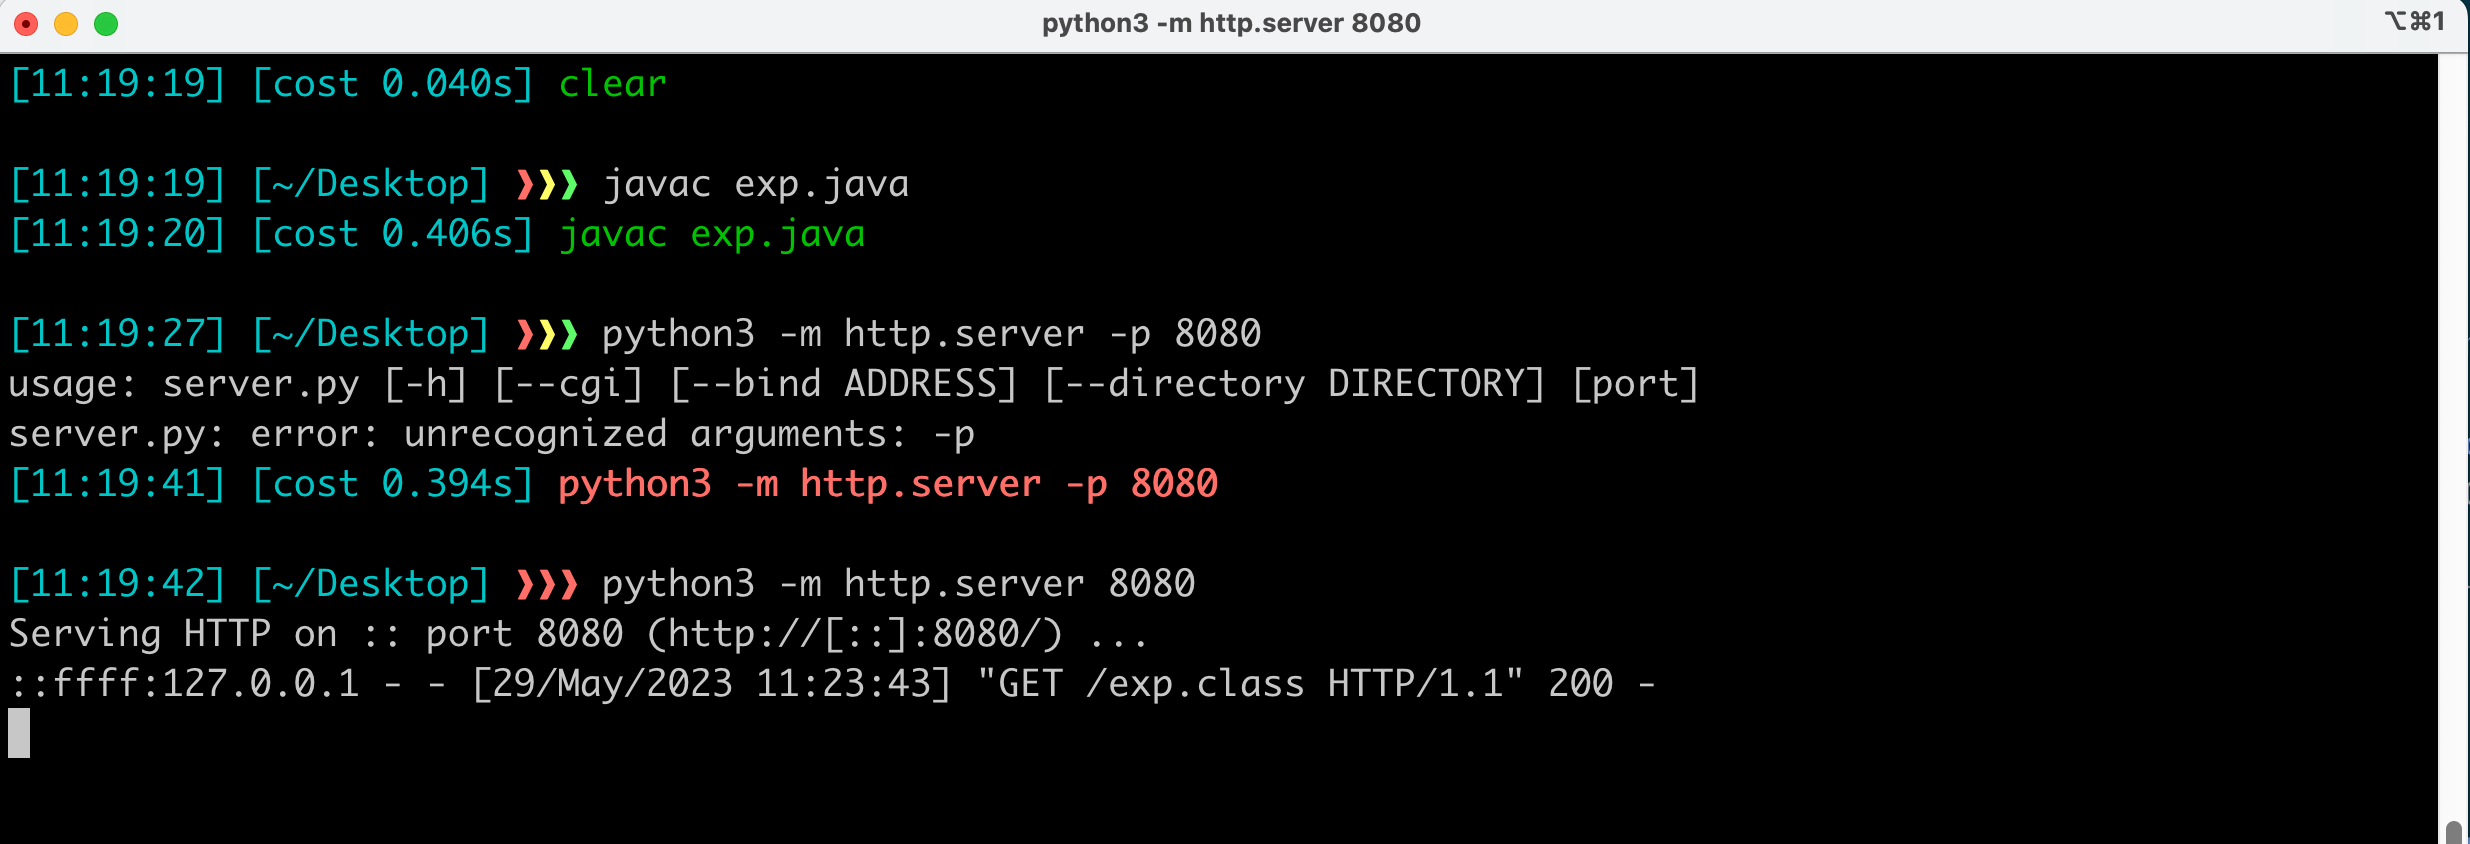 python3 -m http.server 8080
⌥⌘1
[11:19:19] [cost 0.040s] clear
[11:19:19] [~/Desktop] ❱❱❱ javac exp.java
[11:19:20] [cost 0.406s] javac exp.java
[11:19:27] [~/Desktop] ❱❱❱ python3 -m http.server -p 8080
usage: server.py [-h] [--cgi] [--bind ADDRESS] [--directory DIRECTORY] [port]
server.py: error: unrecognized arguments: -p
[11:19:41] [cost 0.394s] python3 -m http.server -p 8080
[11:19:42] [~/Desktop] ❱❱❱ python3 -m http.server 8080
Serving HTTP on :: port 8080 (http://[::]:8080/) ...
::ffff:127.0.0.1 - - [29/May/2023 11:23:43] "GET /exp.class HTTP/1.1" 200 -